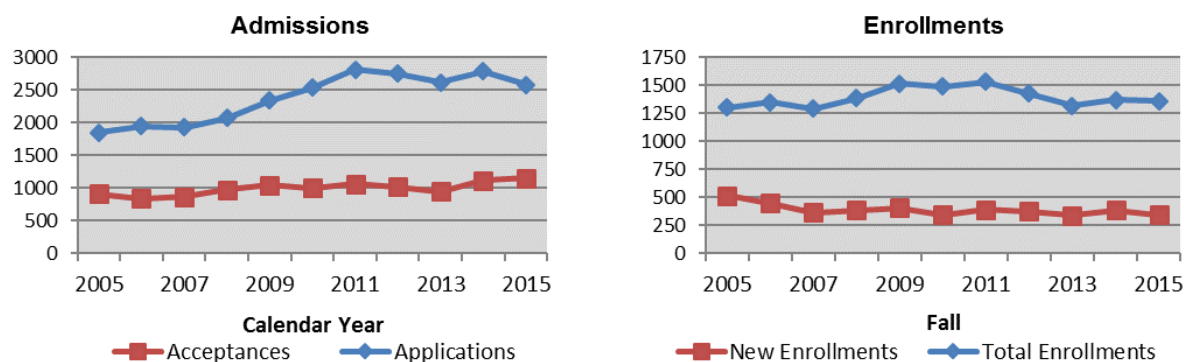 Admissions
3000
2500
2000
1500
1000
500
0
2005 2007 2009 2011 2013 2015
Calendar Year
Acceptances Applications
Enrollments
1750
1500
1250
1000
750
500
250
0
2005 2007 2009 2011 2013 2015
Fall
New Enrollments Total Enrollments